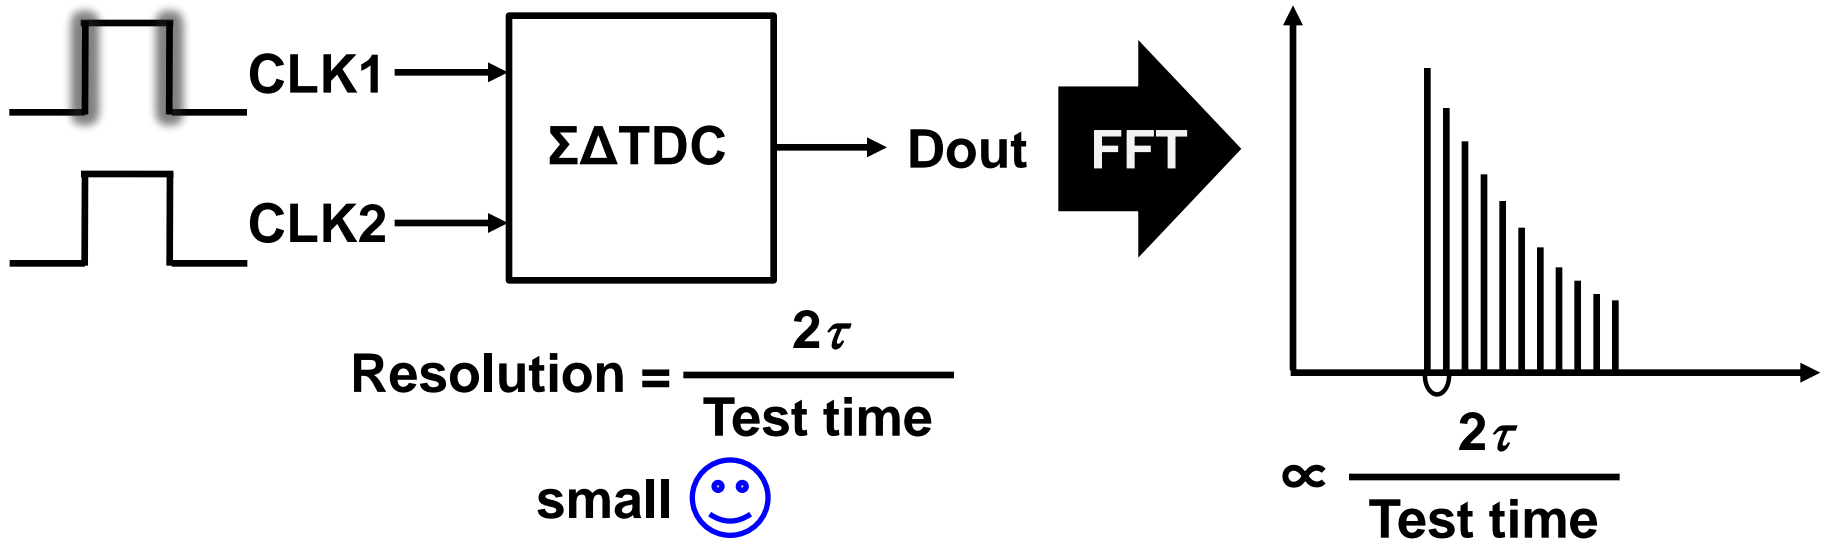 CLK1
CLK2
ΣΔTDC
Dout
FFT
Resolution = 2τ / Test time
small
∝ 2τ / Test time